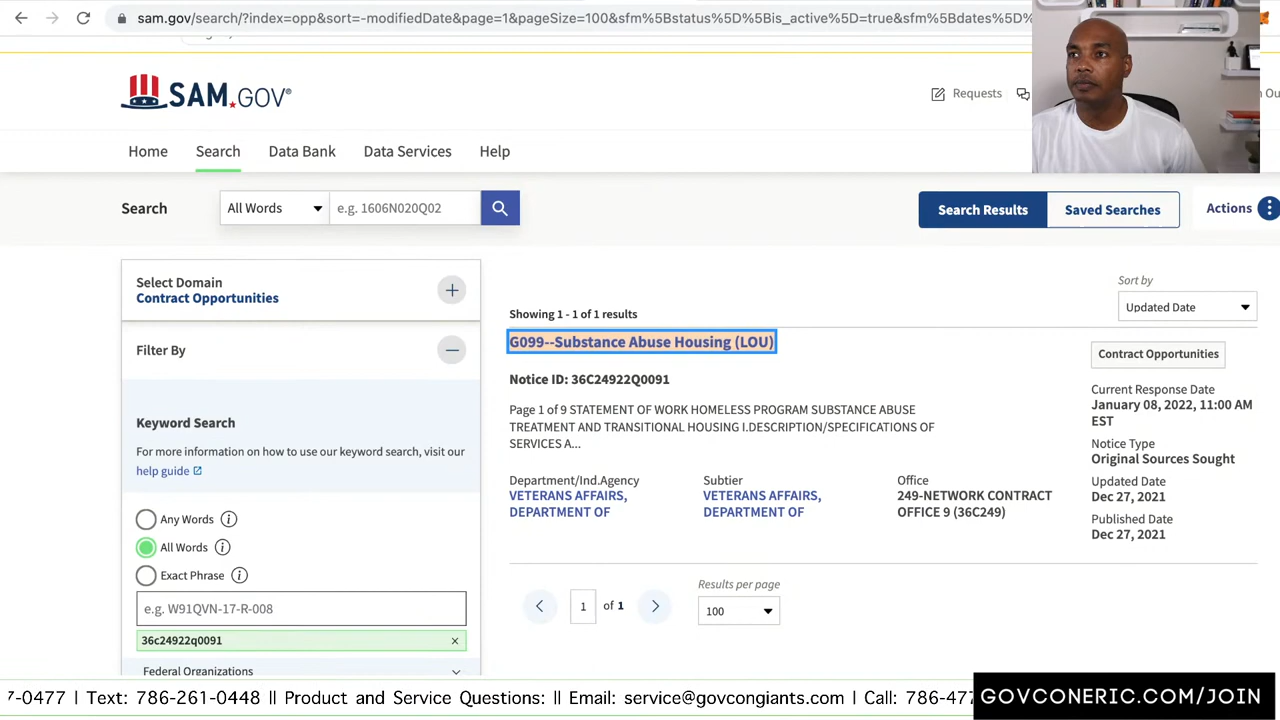 sam.gov/search/?index=opp&sort=-modifiedDate&page=1&pageSize=100&sfm%5Bstatus%5D%5Bis_active%5D=true&sfm%5Bdates%5D%
SAM.GOV®
Requests
Home Search Data Bank Data Services Help
Search All Words e.g. 1606N020Q02 Search Results Saved Searches Actions
Select Domain
Contract Opportunities
Filter By
Keyword Search
For more information on how to use our keyword search, visit our
help guide
Any Words
All Words
Exact Phrase
e.g. W91QVN-17-R-008
36c24922q0091 ×
Federal Organizations
Sort by
Updated Date
Showing 1 - 1 of 1 results
G099--Substance Abuse Housing (LOU)
Notice ID: 36C24922Q0091
Page 1 of 9 STATEMENT OF WORK HOMELESS PROGRAM SUBSTANCE ABUSE
TREATMENT AND TRANSITIONAL HOUSING I.DESCRIPTION/SPECIFICATIONS OF
SERVICES A...
Department/Ind.Agency
VETERANS AFFAIRS,
DEPARTMENT OF
Subtier
VETERANS AFFAIRS,
DEPARTMENT OF
Office
249-NETWORK CONTRACT
OFFICE 9 (36C249)
Contract Opportunities
Current Response Date
January 08, 2022, 11:00 AM
EST
Notice Type
Original Sources Sought
Updated Date
Dec 27, 2021
Published Date
Dec 27, 2021
1 of 1
Results per page
100
7-0477 | Text: 786-261-0448 || Product and Service Questions: || Email: service@govcongiants.com | Call: 786-47
GOVCONERIC.COM/JOIN